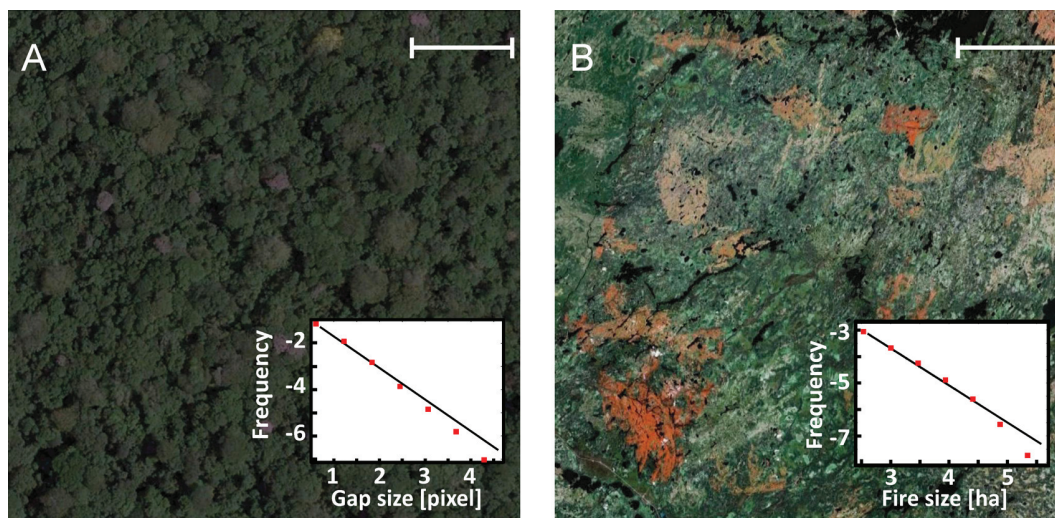 A
Frequency
-2
-4
-6
1 2 3 4
Gap size [pixel]
B
Frequency
-3
-5
-7
3 4 5
Fire size [ha]